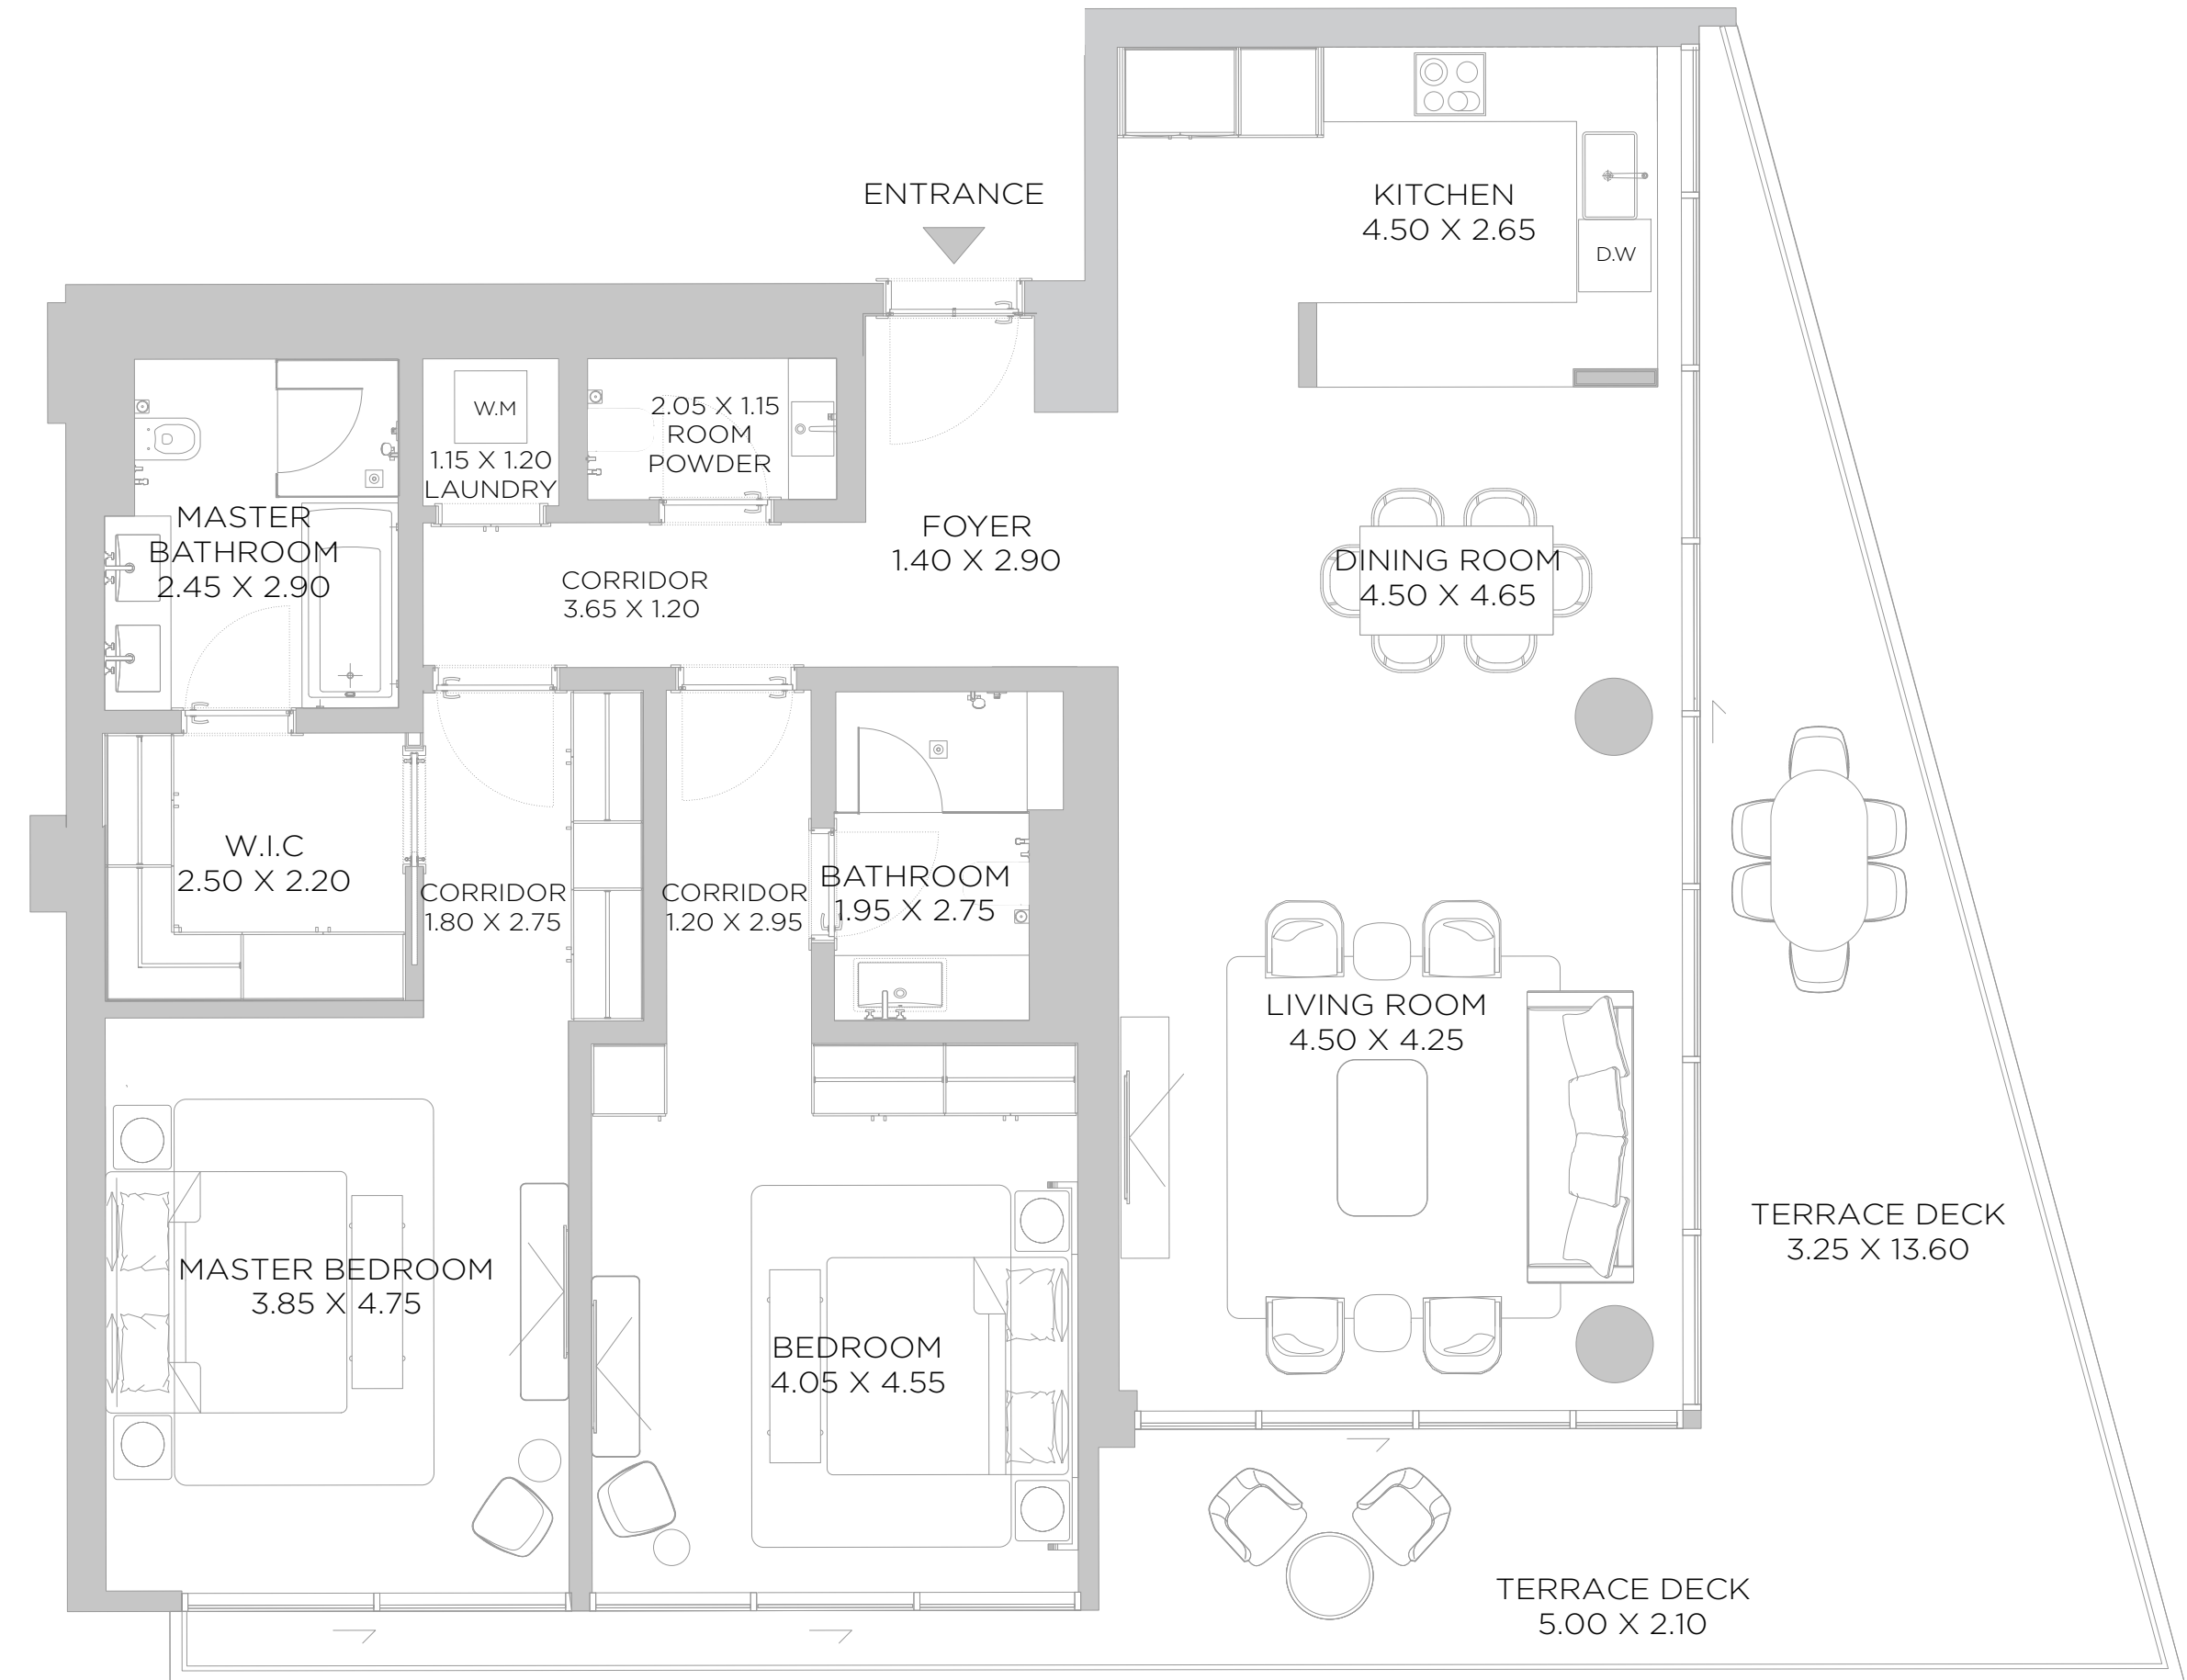 ENTRANCE
KITCHEN
4.50 X 2.65
D.W
W.M
1.15 X 1.20
LAUNDRY
2.05 X 1.15
ROOM
POWDER
MASTER
BATHROOM
2.45 X 2.90
FOYER
1.40 X 2.90
DINING ROOM
4.50 X 4.65
CORRIDOR
3.65 X 1.20
W.I.C
2.50 X 2.20
CORRIDOR
1.80 X 2.75
CORRIDOR
1.20 X 2.95
BATHROOM
1.95 X 2.75
LIVING ROOM
4.50 X 4.25
TERRACE DECK
3.25 X 13.60
MASTER BEDROOM
3.85 X 4.75
BEDROOM
4.05 X 4.55
TERRACE DECK
5.00 X 2.10